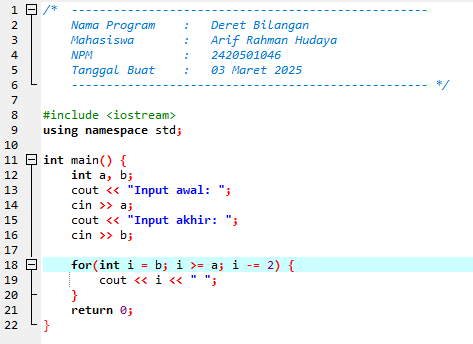 1 /* ---------------------------------------------------
2 Nama Program : Deret Bilangan
3 Mahasiswa : Arif Rahman Hudaya
4 NPM : 2420501046
5 Tanggal Buat : 03 Maret 2025
6 --------------------------------------------------- */
7
8 #include <iostream>
9 using namespace std;
10
11 int main() {
12 int a, b;
13 cout << "Input awal: ";
14 cin >> a;
15 cout << "Input akhir: ";
16 cin >> b;
17
18 for(int i = b; i >= a; i -= 2) {
19 cout << i << " ";
20 }
21 return 0;
22 }